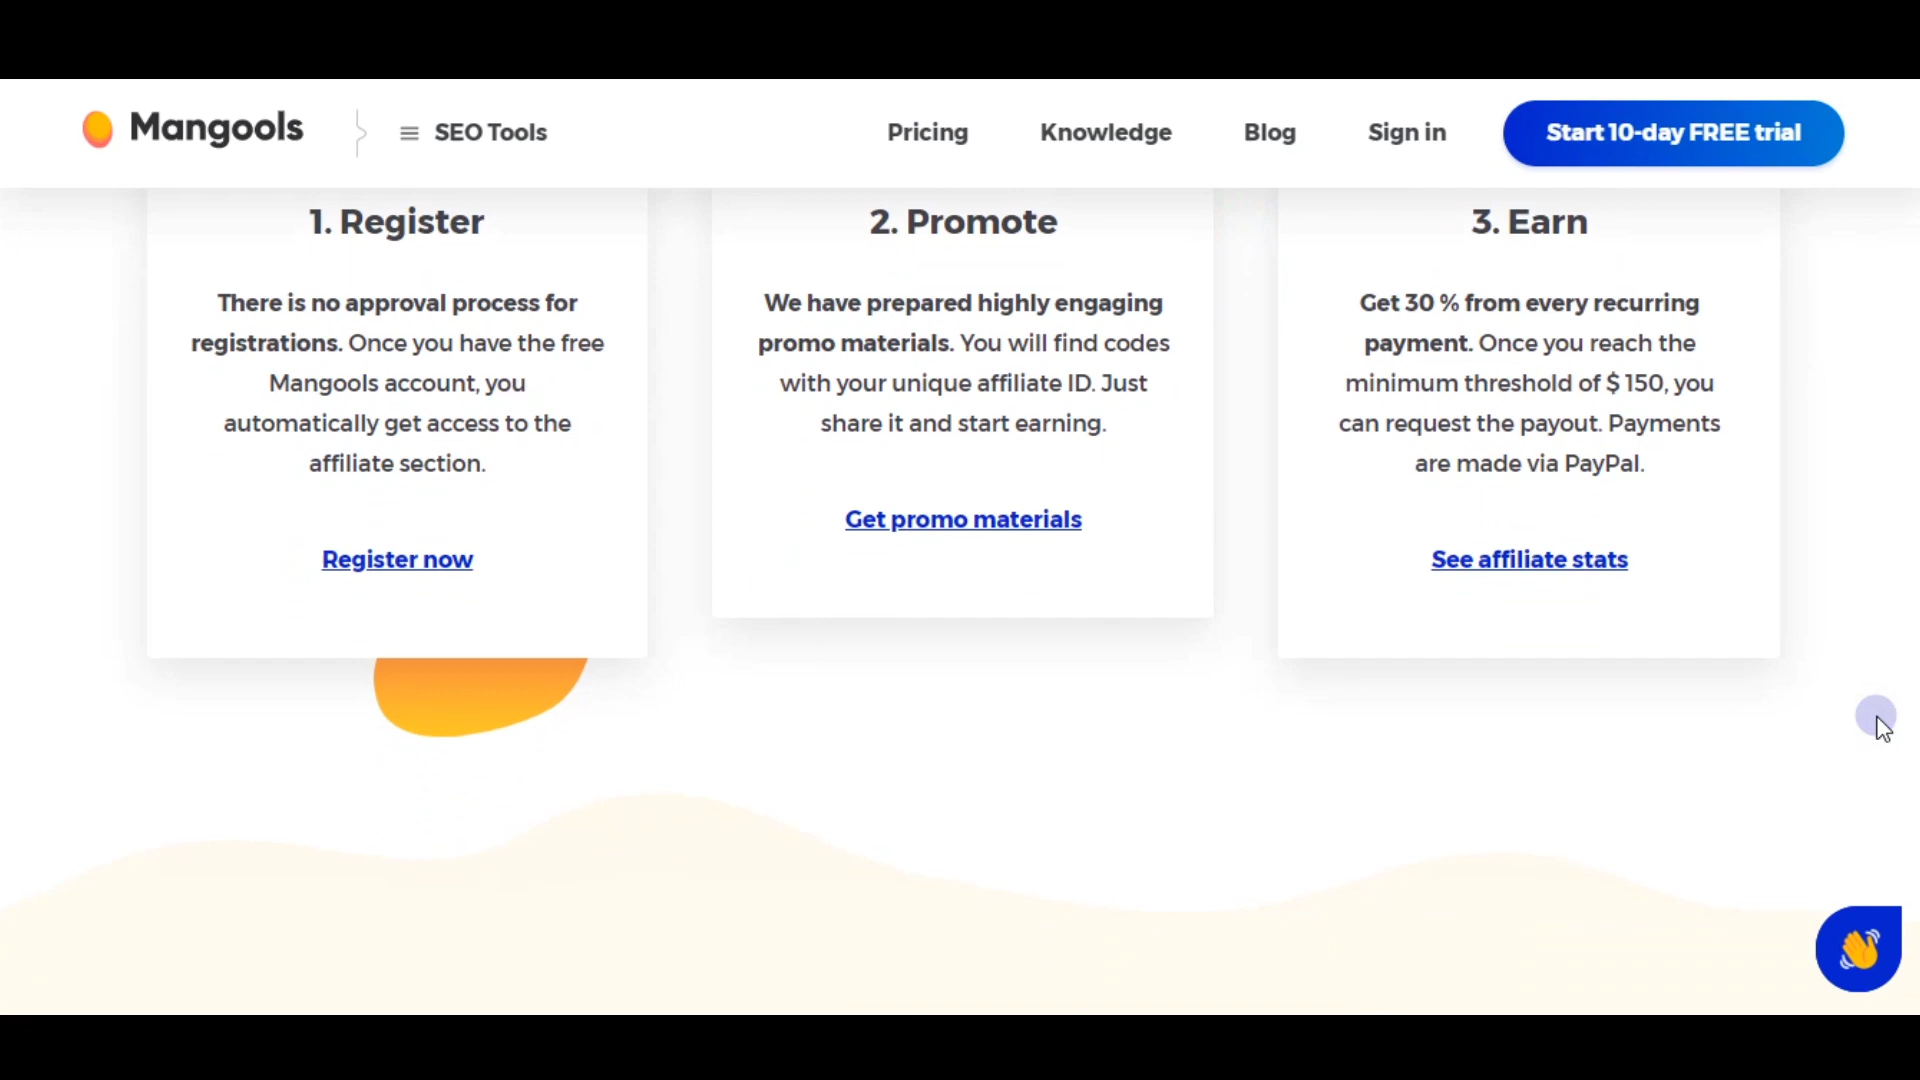 Mangools
SEO Tools
Pricing
Knowledge
Blog
Sign in
Start 10-day FREE trial
1. Register
There is no approval process for
registrations. Once you have the free
Mangools account, you
automatically get access to the
affiliate section.
Register now
2. Promote
We have prepared highly engaging
promo materials. You will find codes
with your unique affiliate ID. Just
share it and start earning.
Get promo materials
3. Earn
Get 30 % from every recurring
payment. Once you reach the
minimum threshold of $ 150, you
can request the payout. Payments
are made via PayPal.
See affiliate stats